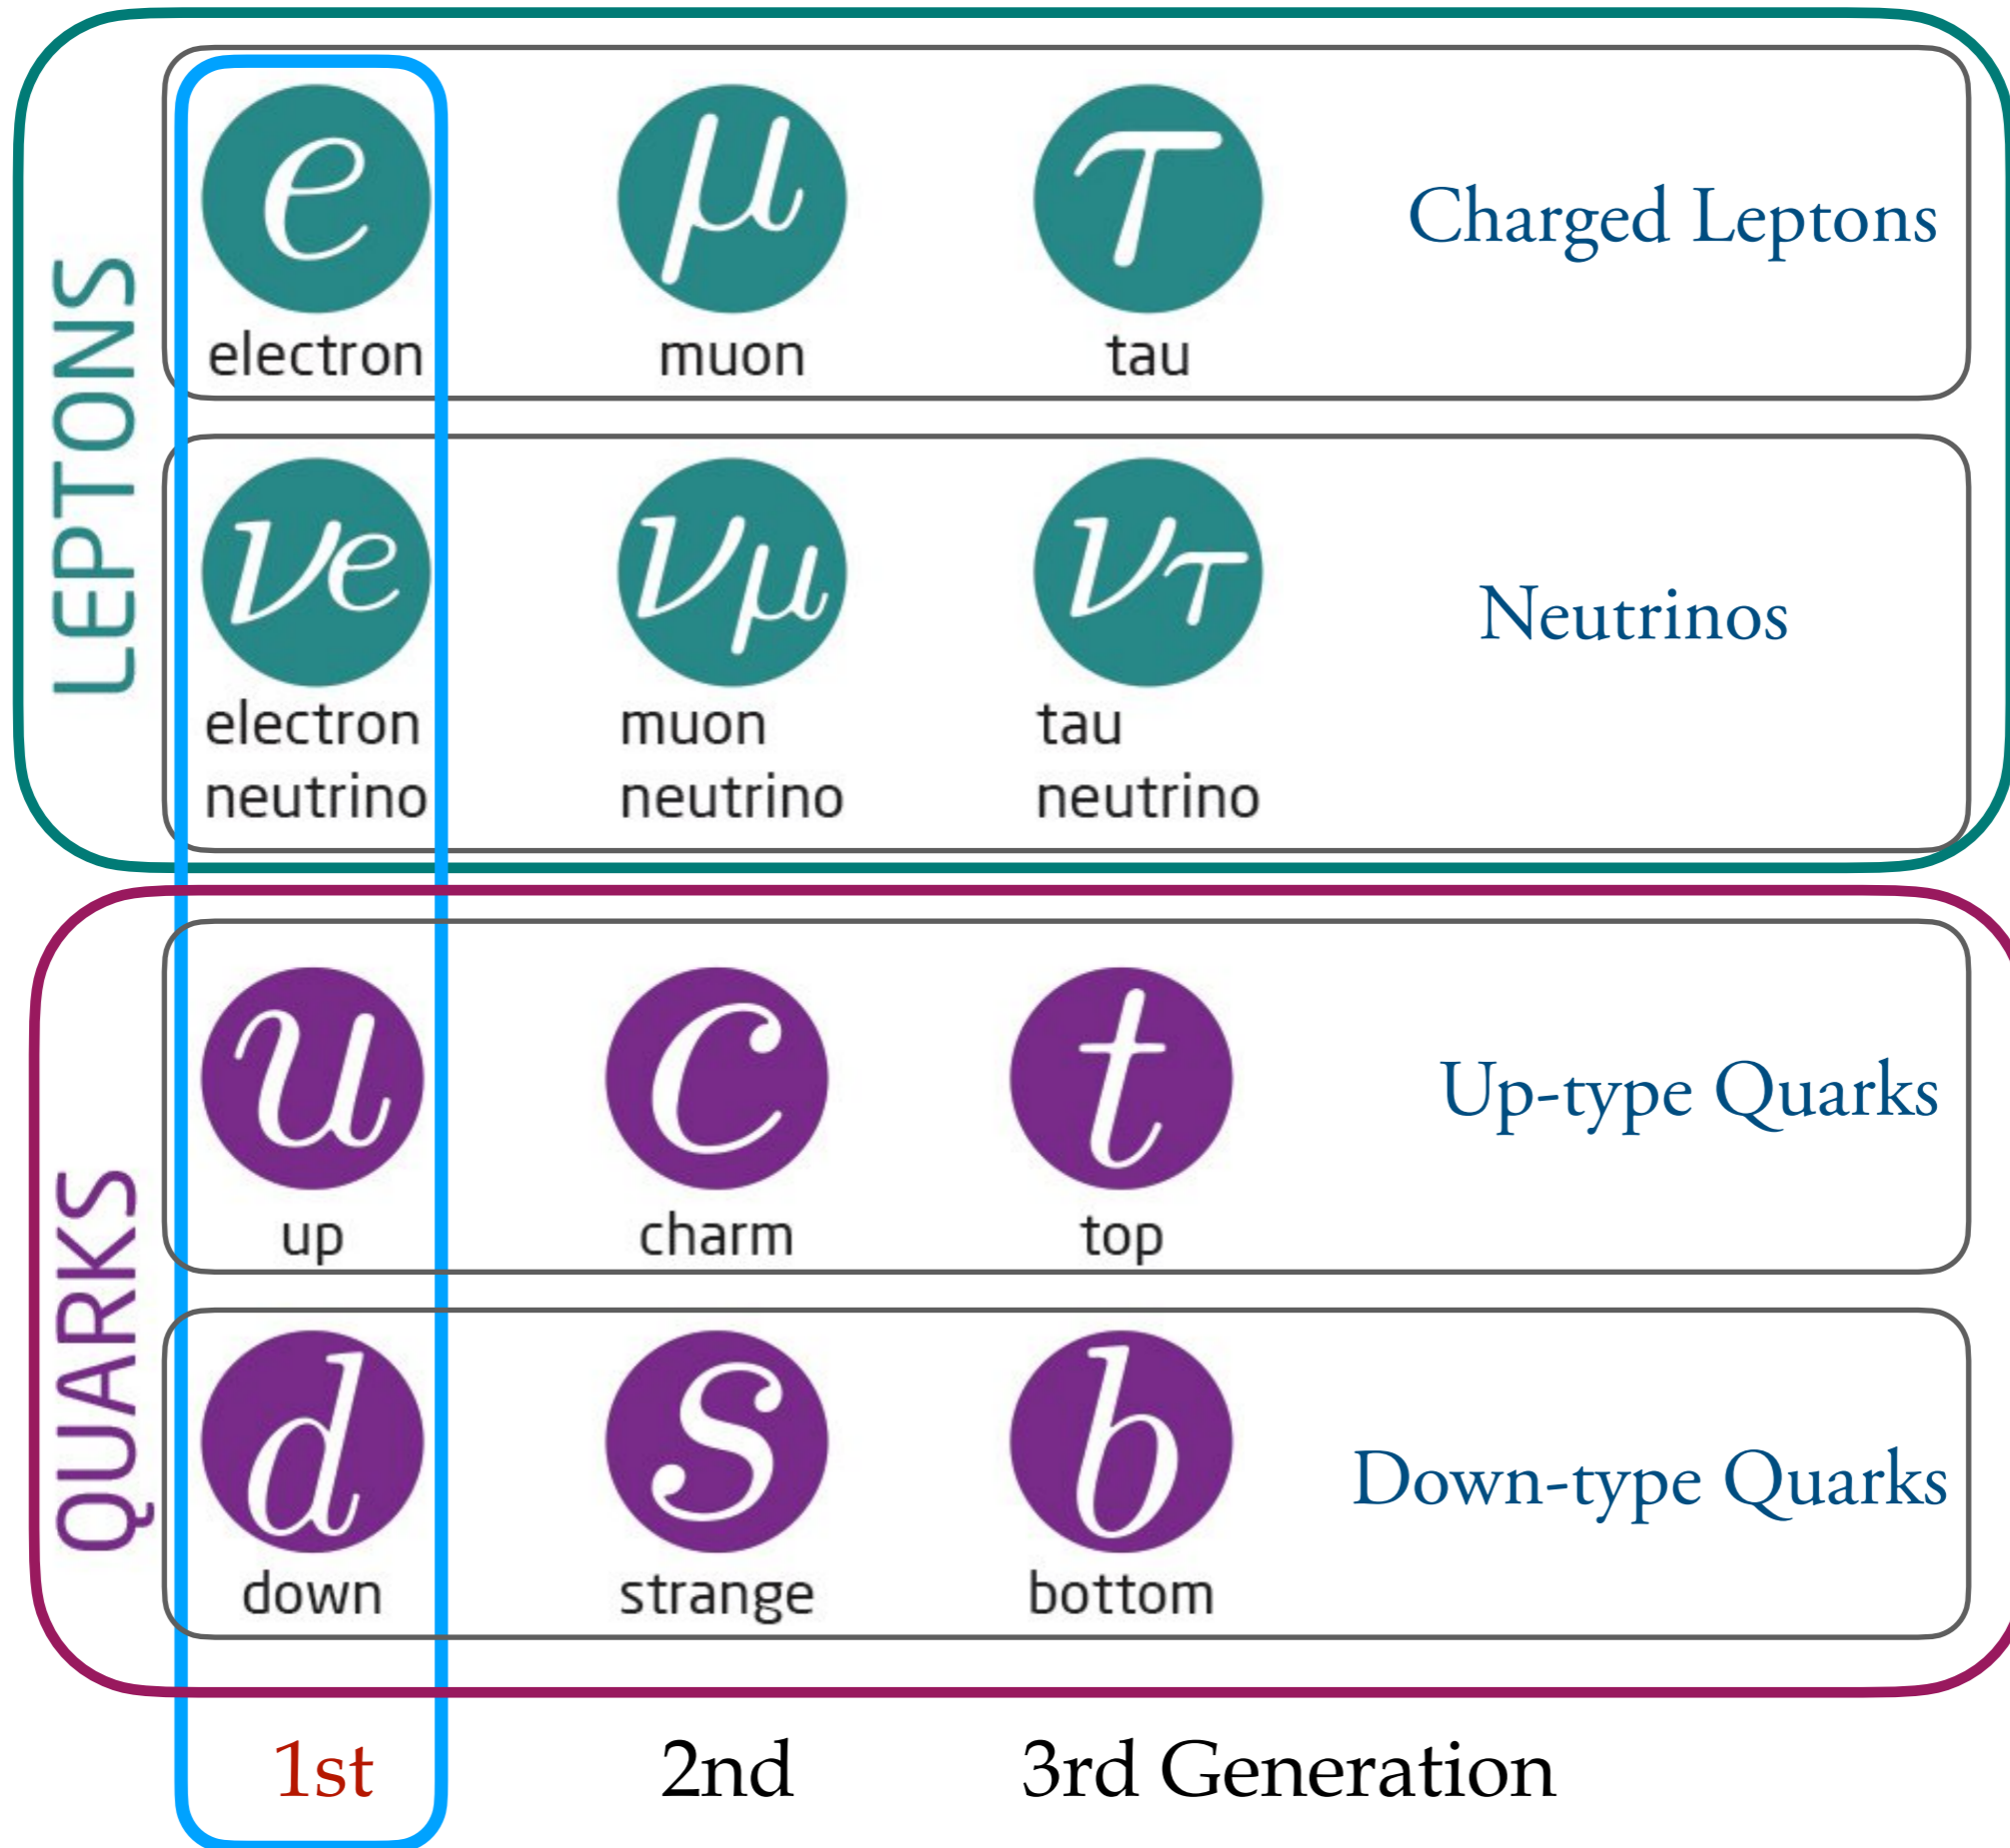 LEPTONS
e μ τ Charged Leptons
electron muon tau
νe νμ ντ Neutrinos
electron muon tau
neutrino neutrino neutrino
QUARKS
u c t Up-type Quarks
up charm top
d s b Down-type Quarks
down strange bottom
1st 2nd 3rd Generation